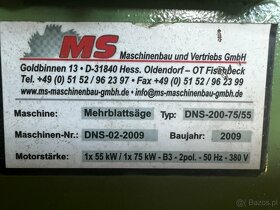 MS Maschinenbau und Vertriebs GmbH
Goldbinnen 13 • D-31840 Hess. Oldendorf – OT Fischbeck
Tel. +49 (0) 51 52 / 96 23 97 • Fax +49 (0) 51 52 / 96 23 99
info@ms-maschinenbau-gmbh.de • www.ms-maschinenbau-gmbh.de
Maschine: Mehrblattsäge Typ: DNS-200-75/55
Maschinen-Nr.: DNS-02-2009 Baujahr: 2009
Motorstärke: 1x 55 kW / 1x 75 kW - B3 - 2pol. - 50 Hz - 380 V
Bazos.pl